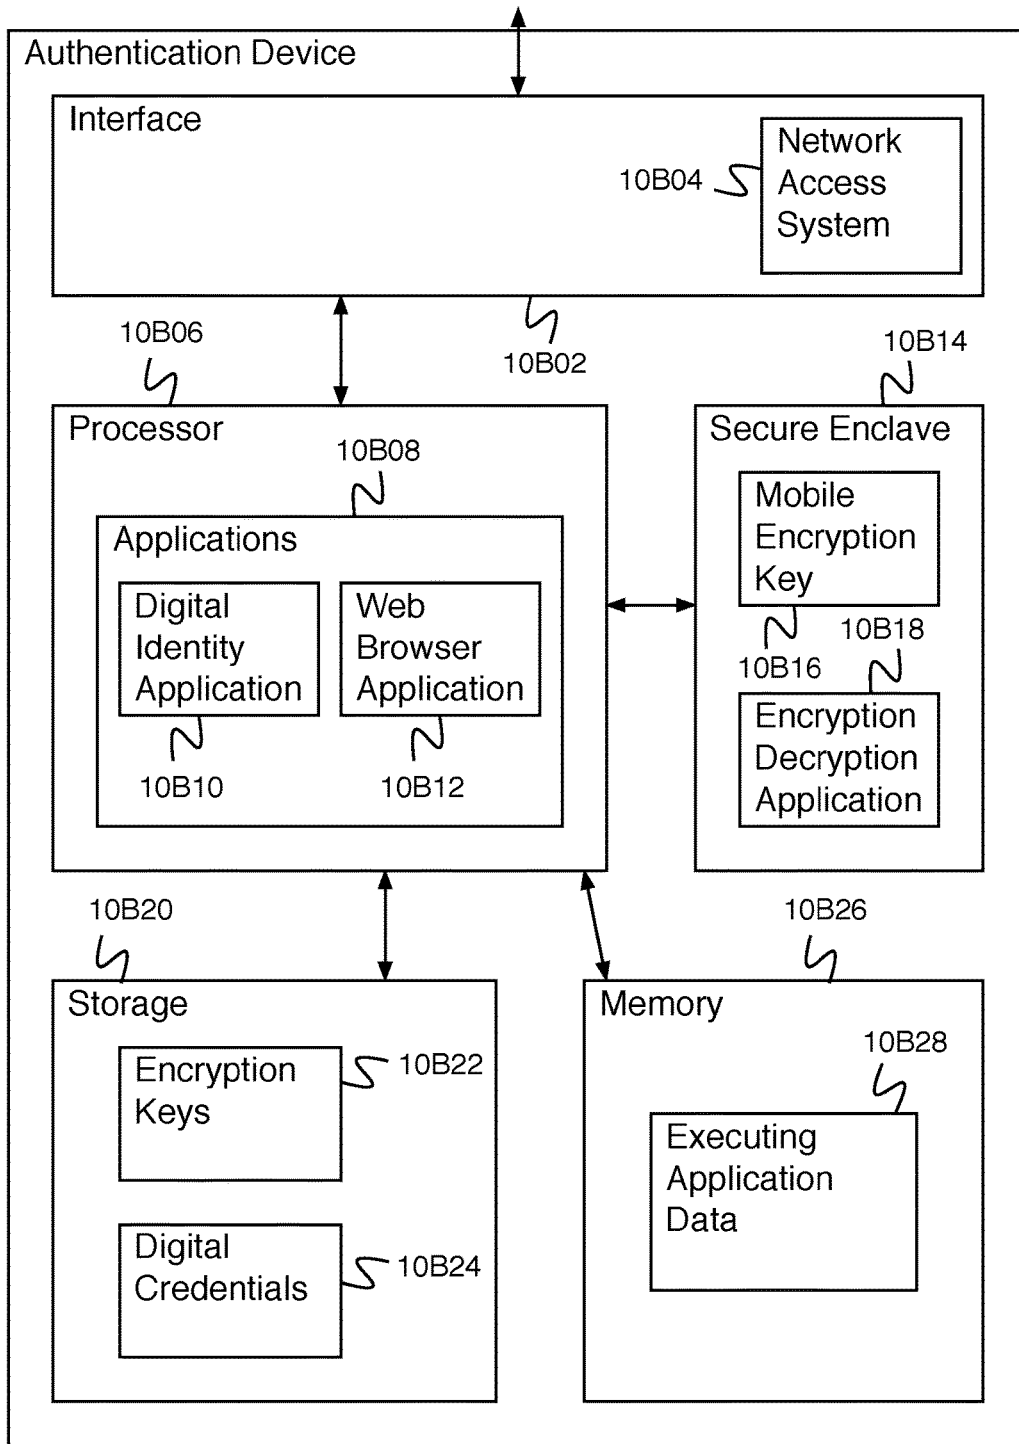 Authentication Device
Interface
Network
Access
System
10B04
10B06
10B02
10B14
Processor
10B08
Applications
Digital
Identity
Application
Web
Browser
Application
10B10
10B12
Secure Enclave
Mobile
Encryption
Key
10B16
10B18
Encryption
Decryption
Application
10B20
10B26
Storage
Encryption
Keys
10B22
Digital
Credentials
10B24
Memory
10B28
Executing
Application
Data